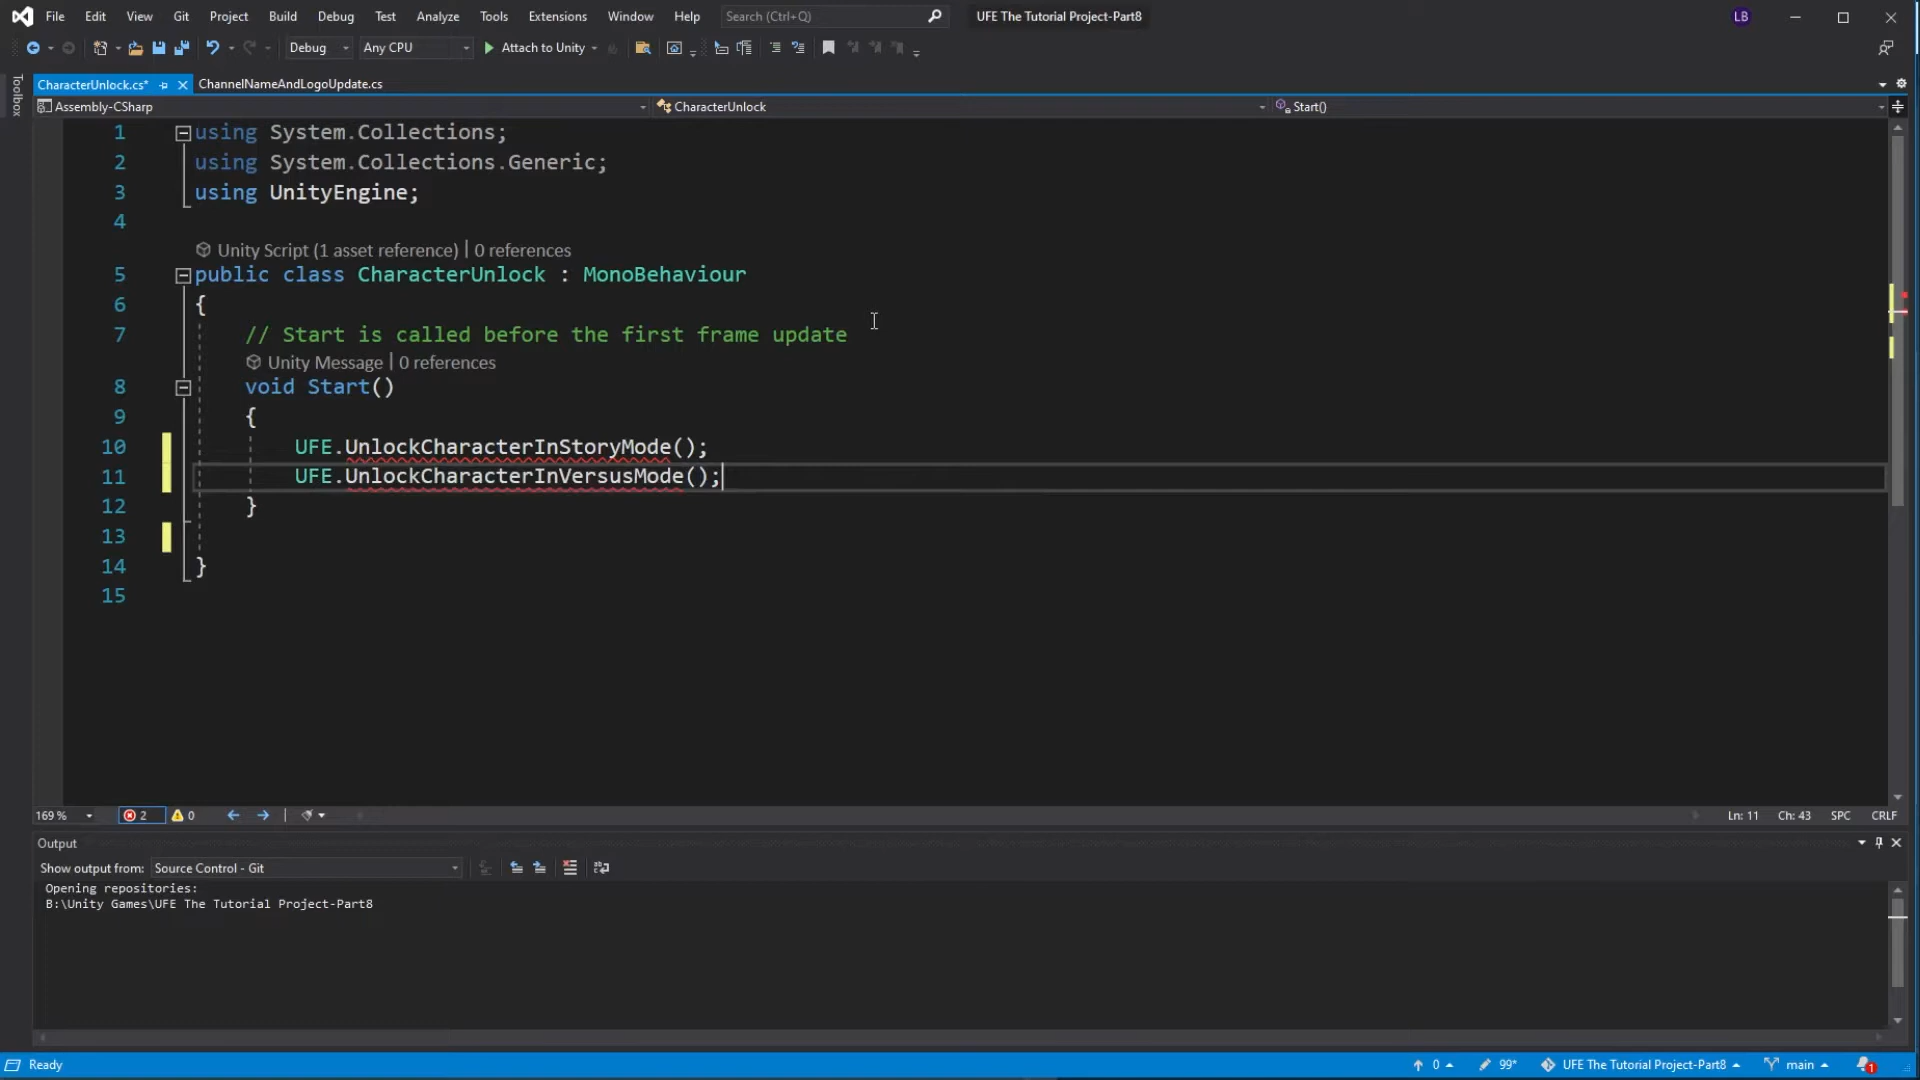 File Edit View Git Project Build Debug Test Analyze Tools Extensions Window Help Search (Ctrl+Q) UFE The Tutorial Project-Part8 LB
Debug Any CPU Attach to Unity
Toolbox
CharacterUnlock.cs* ChannelNameAndLogoUpdate.cs
Assembly-CSharp CharacterUnlock Start()
1 using System.Collections;
2 using System.Collections.Generic;
3 using UnityEngine;
4
Unity Script (1 asset reference) | 0 references
5 public class CharacterUnlock : MonoBehaviour
6 {
7 // Start is called before the first frame update
Unity Message | 0 references
8 void Start()
9 {
10 UFE.UnlockCharacterInStoryMode();
11 UFE.UnlockCharacterInVersusMode();
12 }
13
14 }
15
169 % 2 0 Ln: 11 Ch: 43 SPC CRLF
Output
Show output from: Source Control - Git
Opening repositories:
B:\Unity Games\UFE The Tutorial Project-Part8
Ready 0 99* UFE The Tutorial Project-Part8 main 1